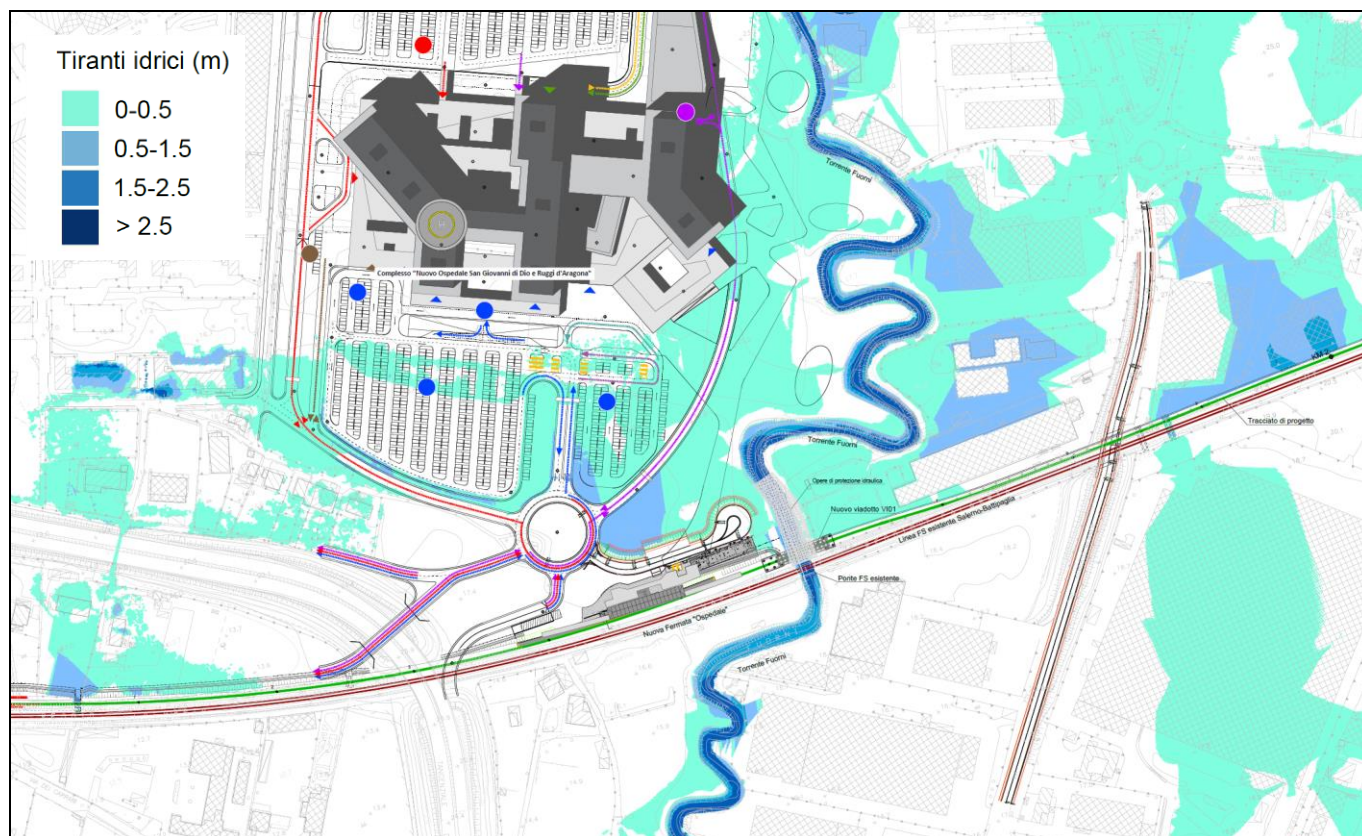 Tiranti idrici (m)
0-0.5
0.5-1.5
1.5-2.5
> 2.5
Torrente Fuorni
Complesso "Nuovo Ospedale San Giovanni di Dio e Ruggi d'Aragona"
KM 2
Tracciato di progetto
Torrente Fuorni
Opere di protezione idraulica
Nuovo viadotto VI01
Linea FS esistente Salerno-Battipaglia
Ponte FS esistente
Nuova Fermata "Ospedale"
Torrente Fuorni